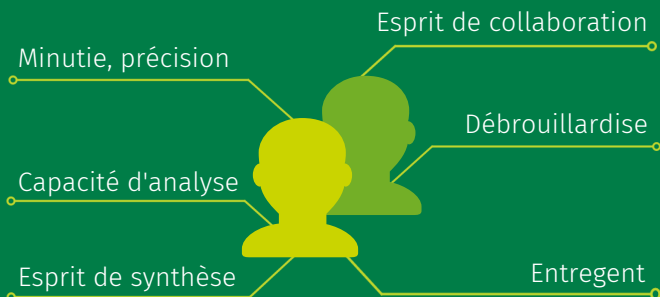 Esprit de collaboration
Minutie, précision
Débrouillardise
Capacité d'analyse
Esprit de synthèse
Entregent